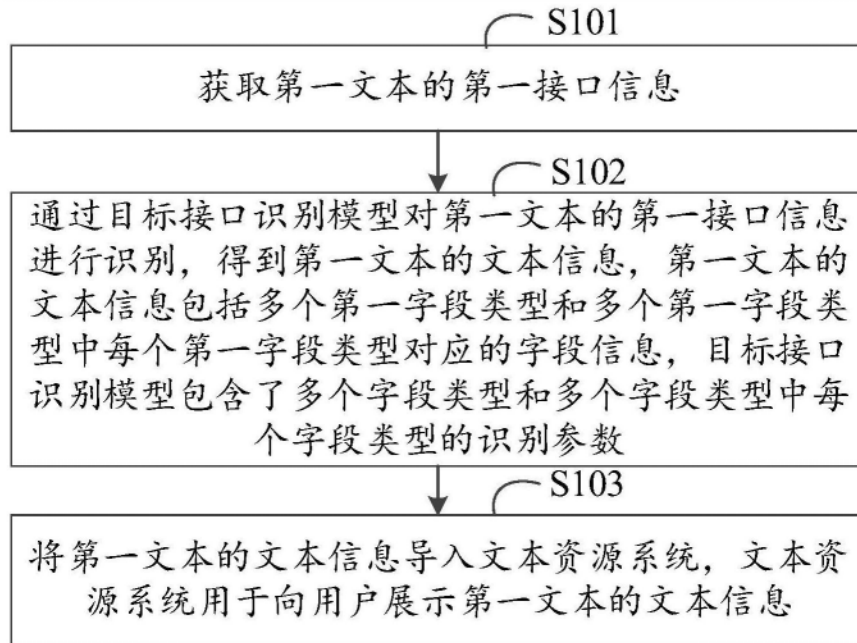 S101
获取第一文本的第一接口信息
S102
通过目标接口识别模型对第一文本的第一接口信息
进行识别，得到第一文本的文本信息，第一文本的
文本信息包括多个第一字段类型和多个第一字段类
型中每个第一字段类型对应的字段信息，目标接口
识别模型包含了多个字段类型和多个字段类型中每
个字段类型的识别参数
S103
将第一文本的文本信息导入文本资源系统，文本资
源系统用于向用户展示第一文本的文本信息